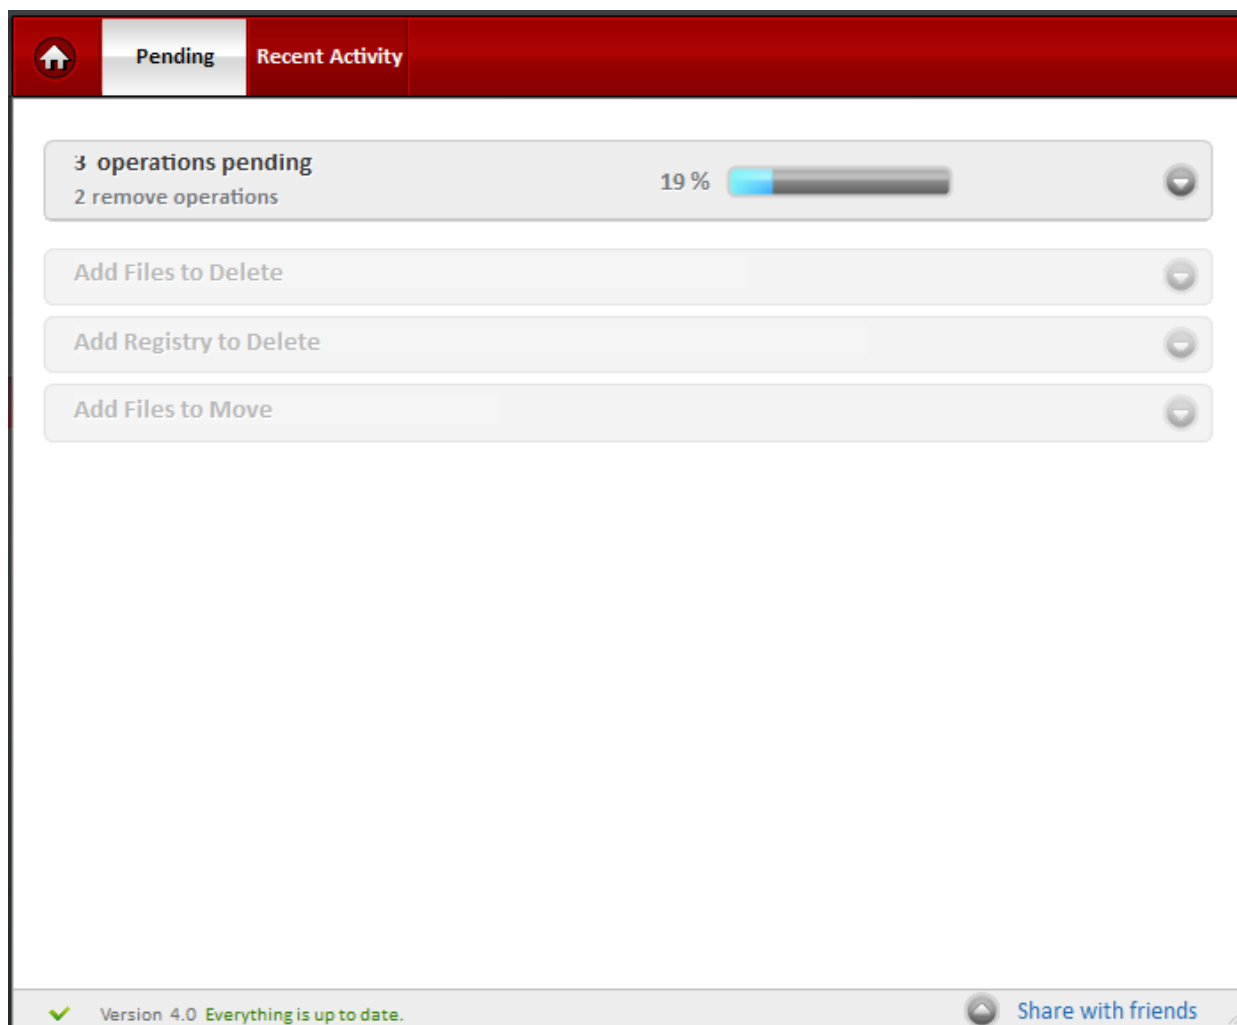 Pending
Recent Activity
3 operations pending
19 %
2 remove operations
Add Files to Delete
Add Registry to Delete
Add Files to Move
Version 4.0 Everything is up to date.
Share with friends